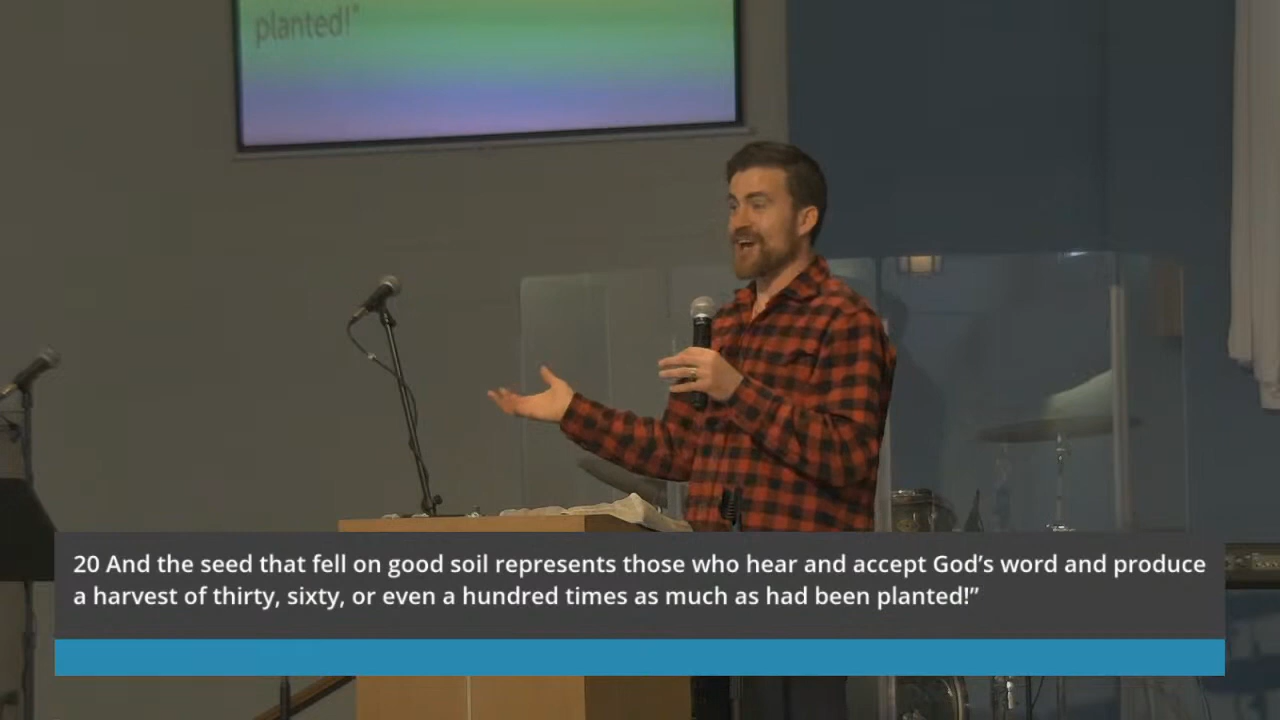 planted!"
20 And the seed that fell on good soil represents those who hear and accept God’s word and produce
a harvest of thirty, sixty, or even a hundred times as much as had been planted!”